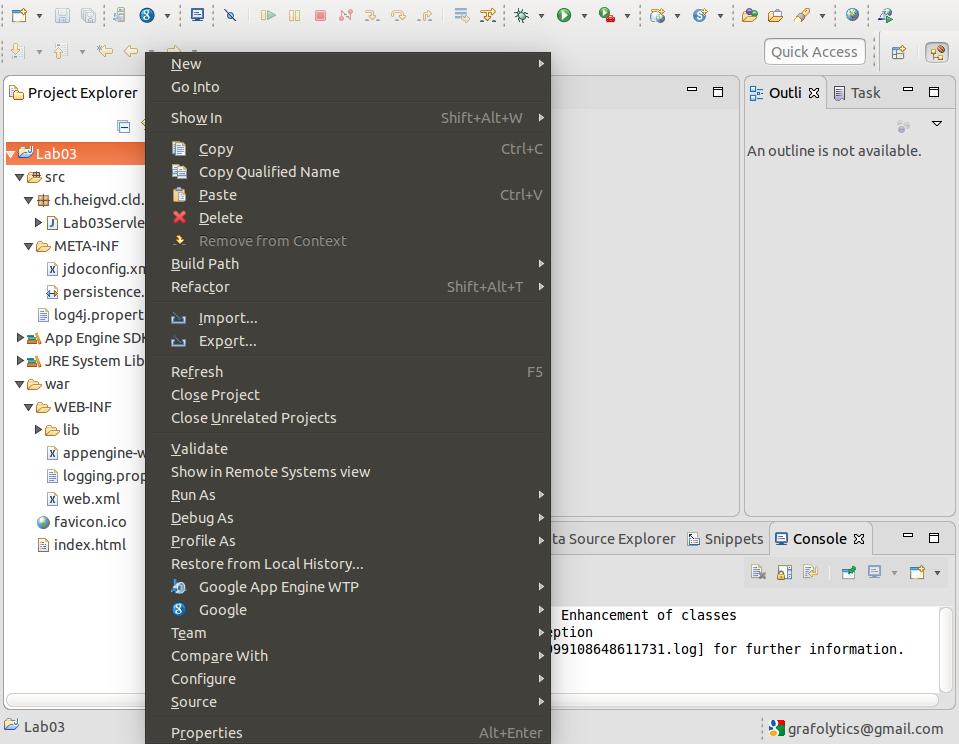 Quick Access
Project Explorer
Lab03
src
ch.heigvd.cld.
Lab03Servle
META-INF
jdoconfig.xm
persistence.
log4j.propert
App Engine SDK
JRE System Lib
war
WEB-INF
lib
appengine-w
logging.prop
web.xml
favicon.ico
index.html
New
Go Into
Show In Shift+Alt+W
Copy Ctrl+C
Copy Qualified Name
Paste Ctrl+V
Delete
Remove from Context
Build Path
Refactor Shift+Alt+T
Import...
Export...
Refresh F5
Close Project
Close Unrelated Projects
Validate
Show in Remote Systems view
Run As
Debug As
Profile As
Restore from Local History...
Google App Engine WTP
Google
Team
Compare With
Configure
Source
Properties Alt+Enter
Outli
Task
An outline is not available.
ta Source Explorer
Snippets
Console
Enhancement of classes
eption
999108648611731.log] for further information.
Lab03
grafolytics@gmail.com